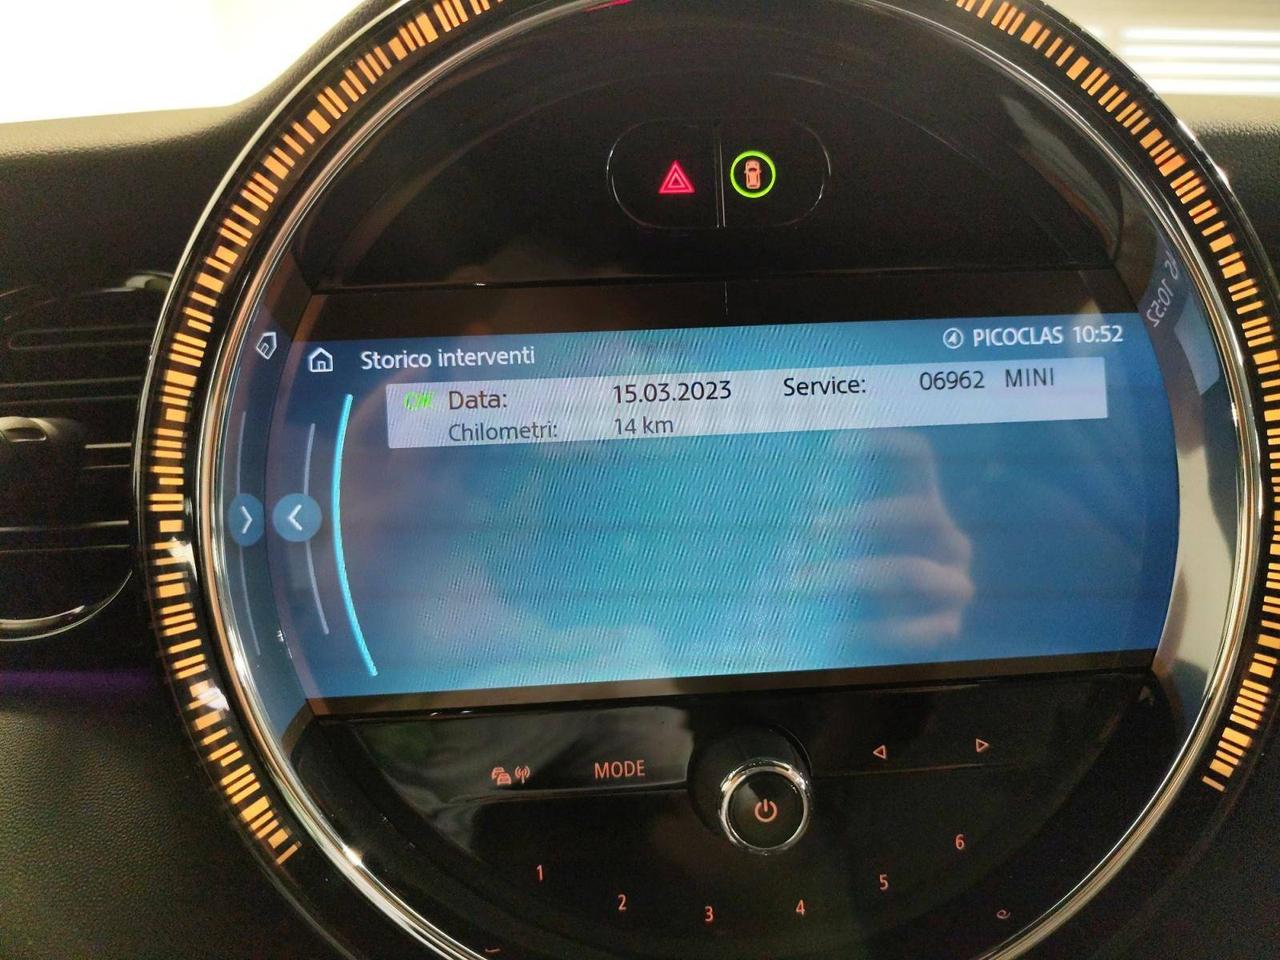 PICOCLAS 10:52
Storico interventi
OK Data: 15.03.2023 Service: 06962 MINI
Chilometri: 14 km
MODE
1 2 3 4 5 6